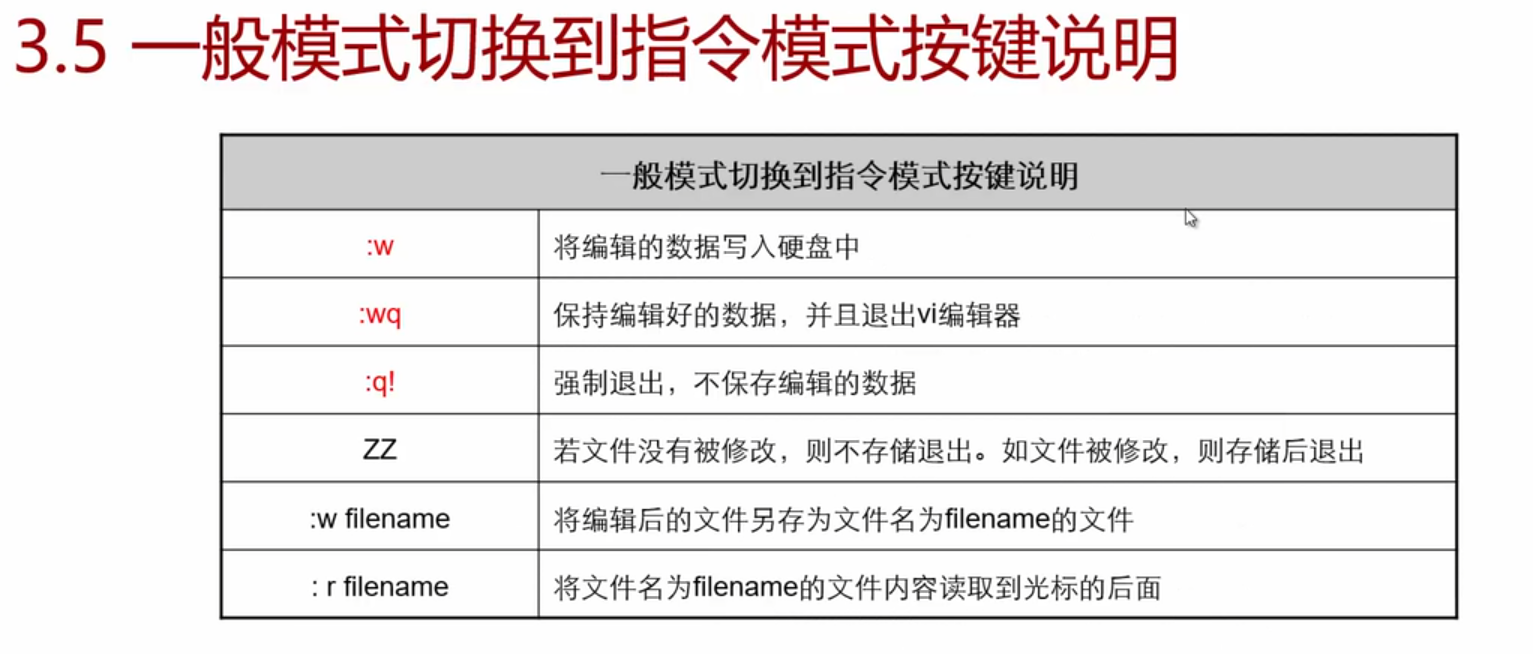 3.5 一般模式切换到指令模式按键说明
一般模式切换到指令模式按键说明
:w 将编辑的数据写入硬盘中
:wq 保持编辑好的数据，并且退出vi编辑器
:q! 强制退出，不保存编辑的数据
ZZ 若文件没有被修改，则不存储退出。如文件被修改，则存储后退出
:w filename 将编辑后的文件另存为文件名为filename的文件
: r filename 将文件名为filename的文件内容读取到光标的后面